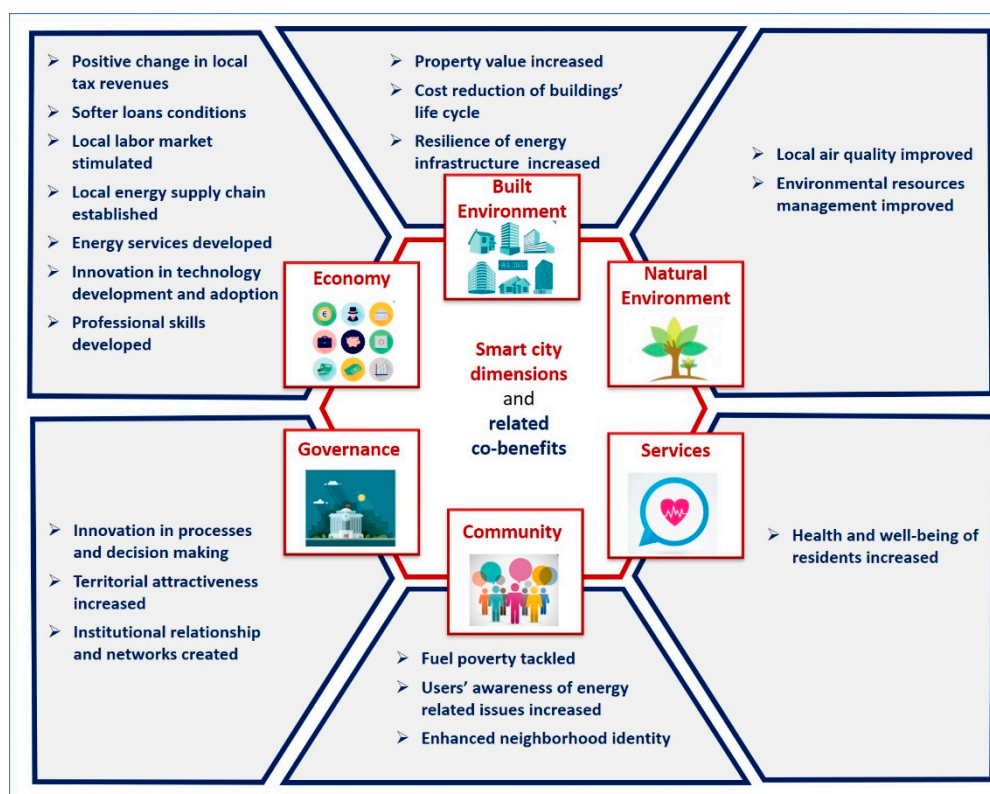 Positive change in local
tax revenues
Softer loans conditions
Local labor market
stimulated
Local energy supply chain
established
Energy services developed
Innovation in technology
development and adoption
Professional skills
developed
Economy
Property value increased
Cost reduction of buildings'
life cycle
Resilience of energy
infrastructure increased
Built
Environment
Local air quality improved
Environmental resources
management improved
Natural
Environment
Smart city
dimensions
and
related
co-benefits
Governance
Innovation in processes
and decision making
Territorial attractiveness
increased
Institutional relationship
and networks created
Community
Fuel poverty tackled
Users' awareness of energy
related issues increased
Enhanced neighborhood identity
Services
Health and well-being of
residents increased